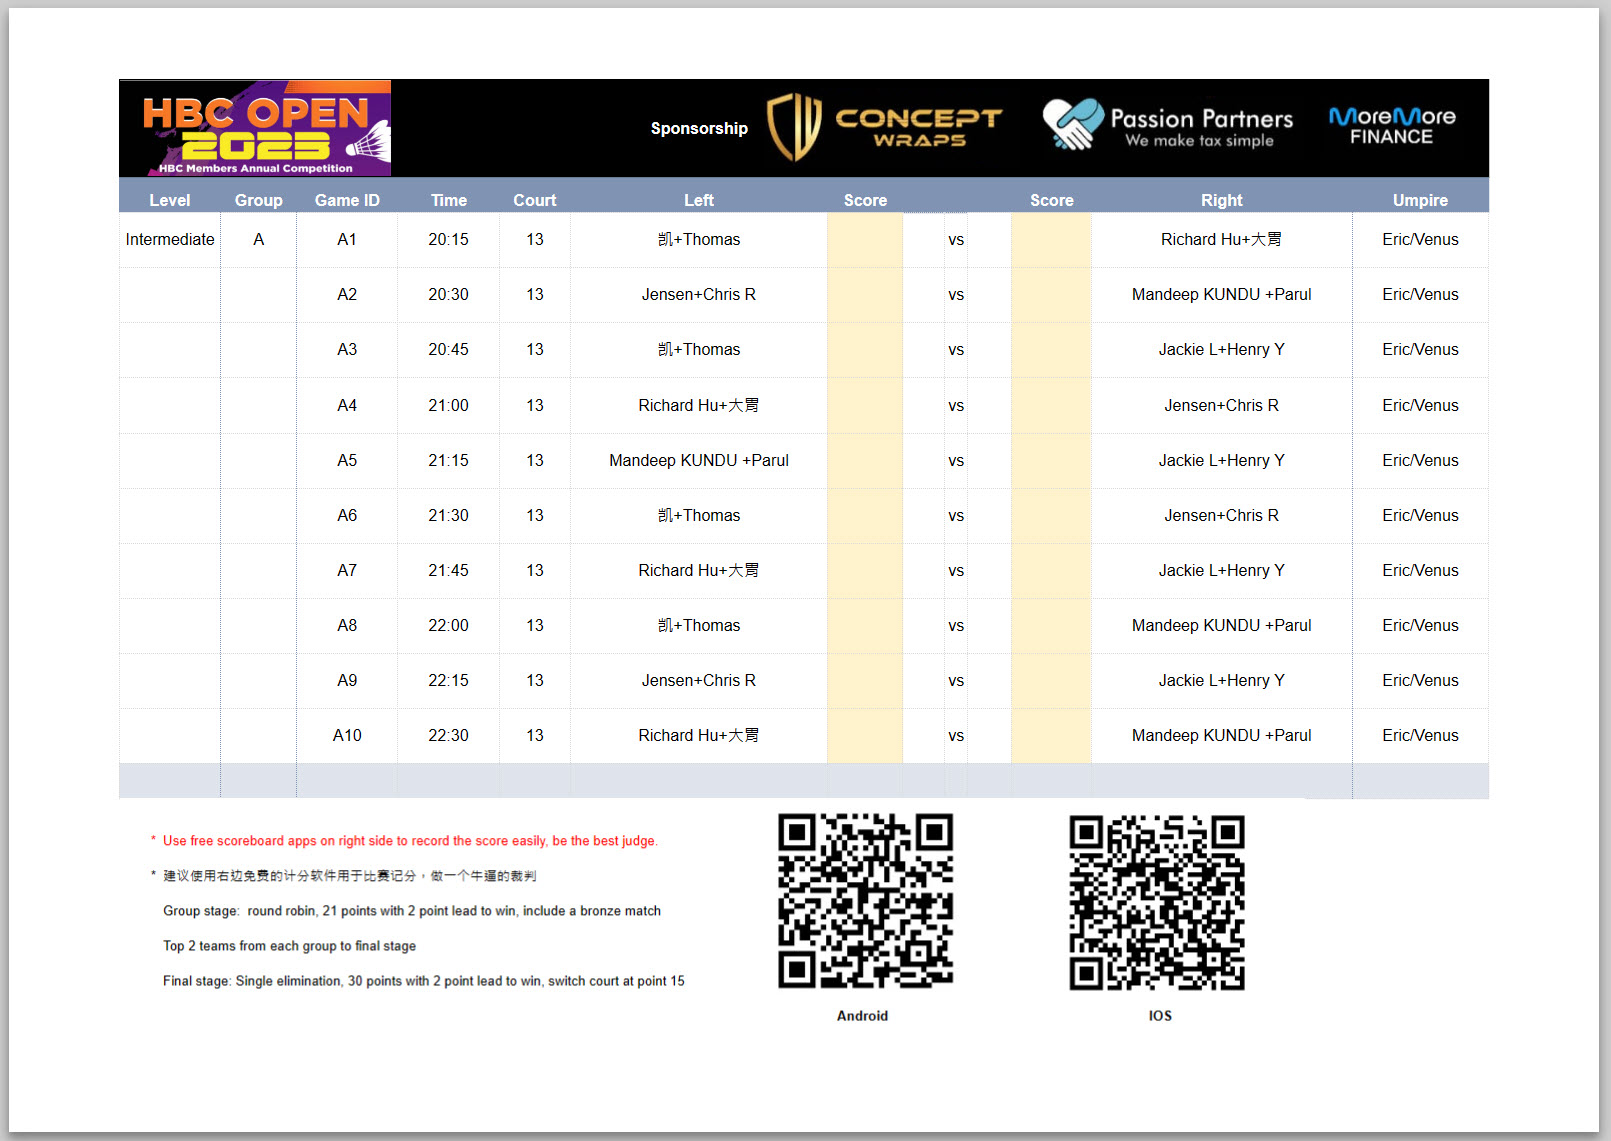 HBC OPEN
2023
HBC Members Annual Competition
Sponsorship
CONCEPT
WRAPS
Passion Partners
We make tax simple
MoreMore
FINANCE
Level Group Game ID Time Court Left Score Score Right Umpire
Intermediate A A1 20:15 13 凯+Thomas vs Richard Hu+大胃 Eric/Venus
A2 20:30 13 Jensen+Chris R vs Mandeep KUNDU +Parul Eric/Venus
A3 20:45 13 凯+Thomas vs Jackie L+Henry Y Eric/Venus
A4 21:00 13 Richard Hu+大胃 vs Jensen+Chris R Eric/Venus
A5 21:15 13 Mandeep KUNDU +Parul vs Jackie L+Henry Y Eric/Venus
A6 21:30 13 凯+Thomas vs Jensen+Chris R Eric/Venus
A7 21:45 13 Richard Hu+大胃 vs Jackie L+Henry Y Eric/Venus
A8 22:00 13 凯+Thomas vs Mandeep KUNDU +Parul Eric/Venus
A9 22:15 13 Jensen+Chris R vs Jackie L+Henry Y Eric/Venus
A10 22:30 13 Richard Hu+大胃 vs Mandeep KUNDU +Parul Eric/Venus
* Use free scoreboard apps on right side to record the score easily, be the best judge.
* 建议使用右边免费的计分软件用于比赛记分，做一个牛逼的裁判
Group stage: round robin, 21 points with 2 point lead to win, include a bronze match
Top 2 teams from each group to final stage
Final stage: Single elimination, 30 points with 2 point lead to win, switch court at point 15
Android
IOS